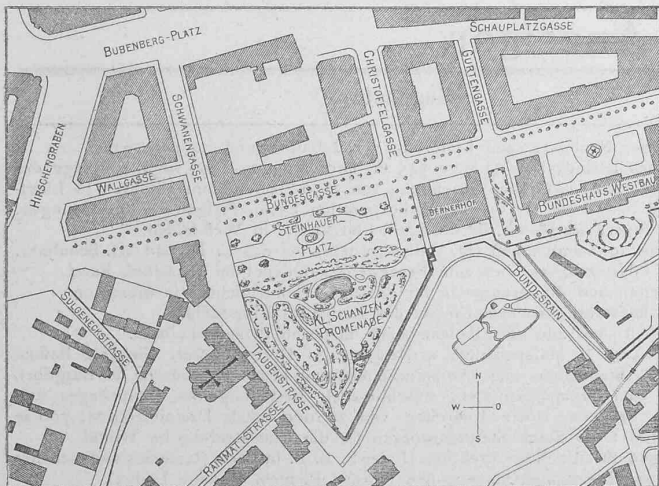 BUBENBERG-PLATZ
SCHAUPLATZGASSE
HIRSCHENGRABEN
SCHWANENGASSE
CHRISTOFFELGASSE
GURTENGASSE
WALLGASSE
BUNDESGASSE
BERNERHOF
BUNDESHAUS, WESTBAU
STEINHAUER-
-PLATZ
KL. SCHANZEN
PROMENADE
BUNDESRAIN
SULGENECKSTRASSE
TAUBENSTRASSE
RAINMATTSTRASSE
N
W
O
S